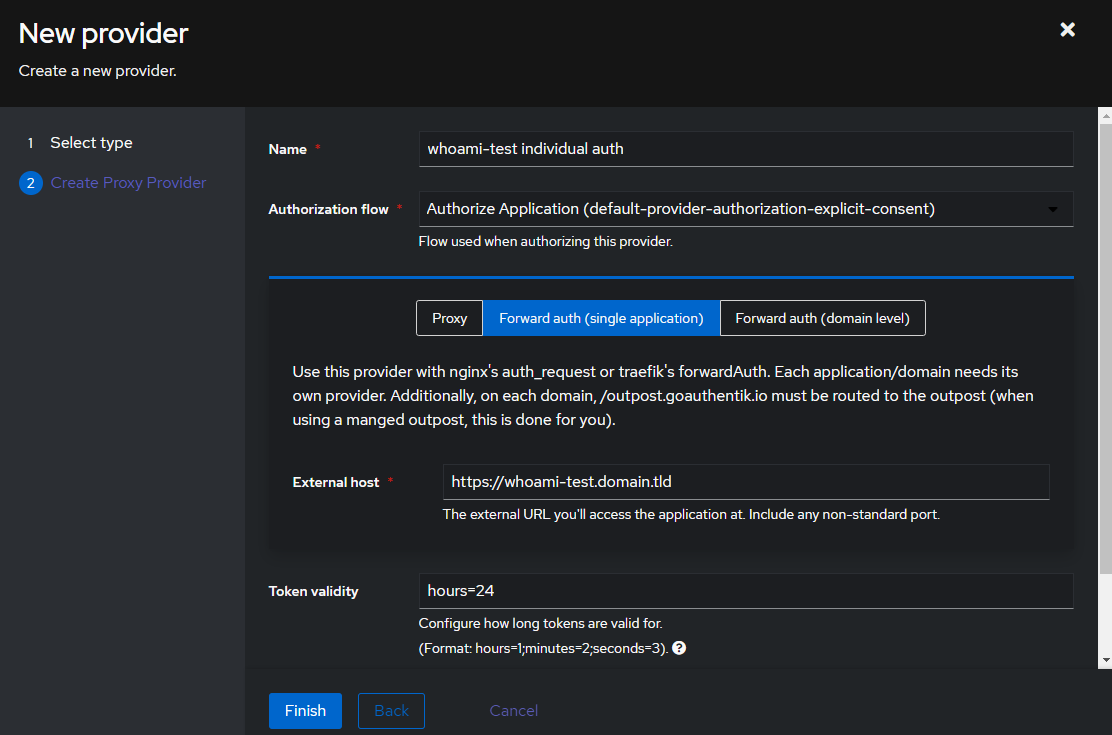 New provider
Create a new provider.
1 Select type
2 Create Proxy Provider
Name *
whoami-test individual auth
Authorization flow *
Authorize Application (default-provider-authorization-explicit-consent)
Flow used when authorizing this provider.
Proxy
Forward auth (single application)
Forward auth (domain level)
Use this provider with nginx's auth_request or traefik's forwardAuth. Each application/domain needs its
own provider. Additionally, on each domain, /outpost.goauthentik.io must be routed to the outpost (when
using a manged outpost, this is done for you).
External host *
https://whoami-test.domain.tld
The external URL you'll access the application at. Include any non-standard port.
Token validity
hours=24
Configure how long tokens are valid for.
(Format: hours=1;minutes=2;seconds=3). ?
Finish
Back
Cancel